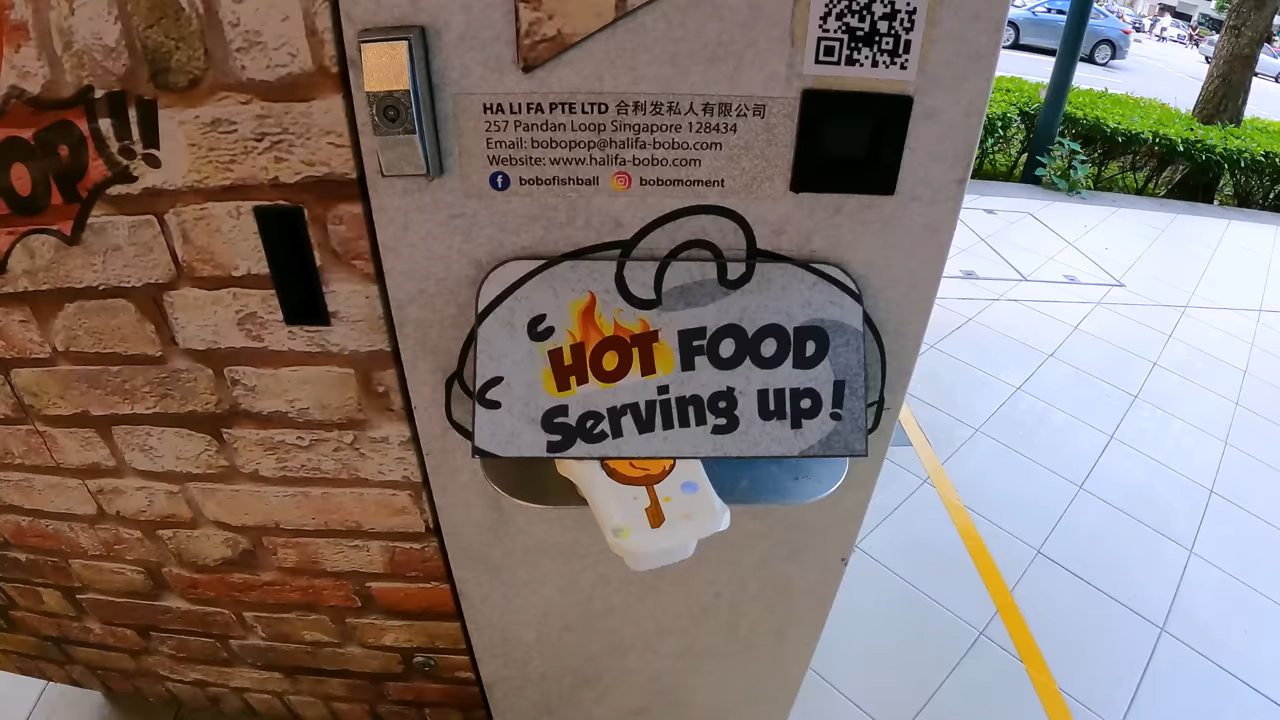 OP!!
HA LI FA PTE LTD 合利发私人有限公司
257 Pandan Loop Singapore 128434
Email: bobopop@halifa-bobo.com
Website: www.halifa-bobo.com
bobofishball bobomoment
HOT FOOD
Serving up!